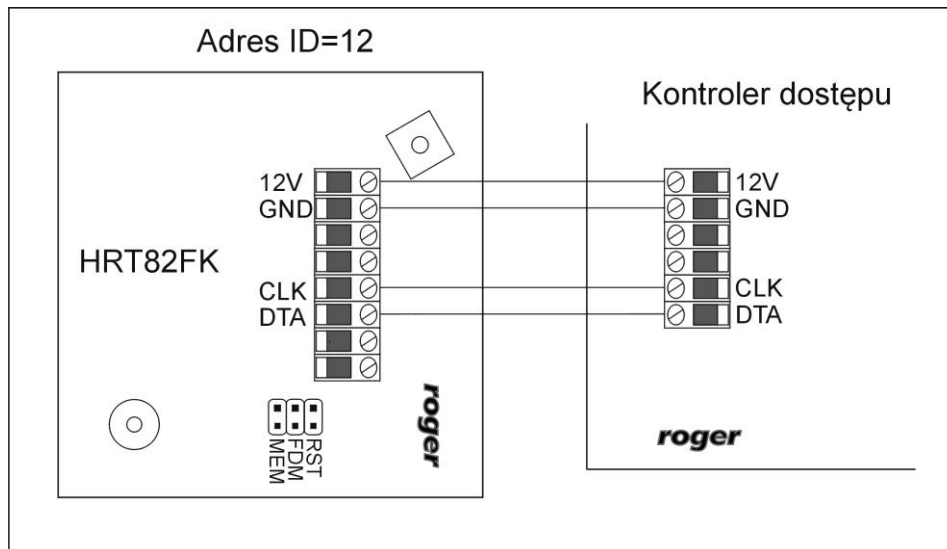 Adres ID=12
Kontroler dostępu
12V
GND
HRT82FK
CLK
DTA
MEM
FDM
RST
roger
12V
GND
CLK
DTA
roger